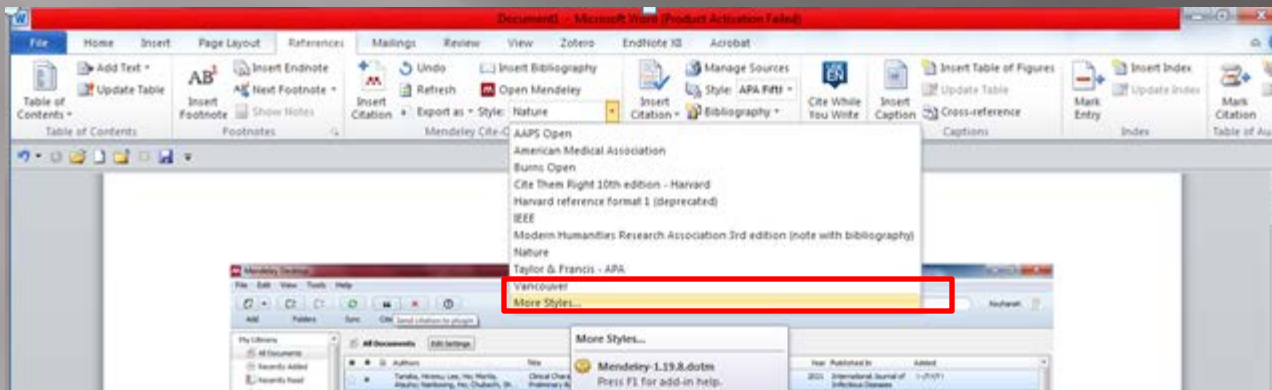 Document1 - Microsoft Word (Product Activation Failed)
File Home Insert Page Layout References Mailings Review View Zotero EndNote X8 Acrobat
Add Text Insert Endnote Undo Insert Bibliography Manage Sources Insert Table of Figures Insert Index
Update Table AB Next Footnote Refresh Open Mendeley Style: APA Fifth Update Table Update Index
Table of Contents Insert Footnote Show Notes Insert Citation Export as Style: Nature Insert Citation Bibliography Cite While You Write Insert Caption Cross-reference Mark Entry Mark Citation
Table of Contents Footnotes Mendeley Cite-O Captions Index Table of Au
AAPS Open
American Medical Association
Burns Open
Cite Them Right 10th edition - Harvard
Harvard reference format 1 (deprecated)
IEEE
Modern Humanities Research Association 3rd edition (note with bibliography)
Nature
Taylor & Francis - APA
Vancouver
More Styles...
Mendeley Desktop
File Edit View Tools Help
Add Folders Sync
Send citation to plugin
My Library All Documents Edit Settings
All Documents Authors Title Year Published In Added
Recently Added
Recently Read
2021 International Journal of Infectious Diseases
More Styles...
Mendeley-1.19.8.dotm
Press F1 for add-in help.